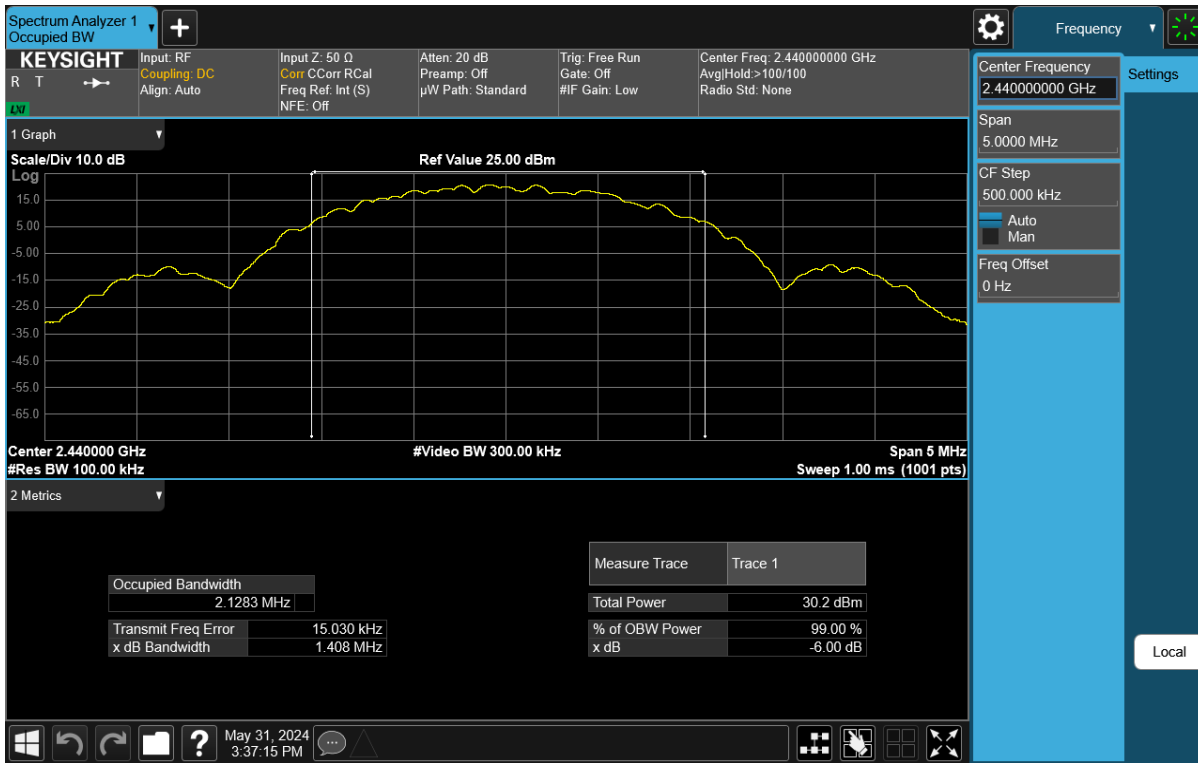 Spectrum Analyzer 1
Occupied BW
Frequency
KEYSIGHT
R T
LXI
Input: RF
Coupling: DC
Align: Auto
Input Z: 50 Ω
Corr CCorr RCal
Freq Ref: Int (S)
NFE: Off
Atten: 20 dB
Preamp: Off
µW Path: Standard
Trig: Free Run
Gate: Off
#IF Gain: Low
Center Freq: 2.440000000 GHz
Avg|Hold:>100/100
Radio Std: None
Center Frequency
2.440000000 GHz
Settings
Span
5.0000 MHz
CF Step
500.000 kHz
Auto
Man
Freq Offset
0 Hz
1 Graph
Scale/Div 10.0 dB
Ref Value 25.00 dBm
Log
15.0
5.00
-5.00
-15.0
-25.0
-35.0
-45.0
-55.0
-65.0
Center 2.440000 GHz
#Video BW 300.00 kHz
Span 5 MHz
#Res BW 100.00 kHz
Sweep 1.00 ms (1001 pts)
2 Metrics
Measure Trace Trace 1
Occupied Bandwidth
2.1283 MHz
Total Power 30.2 dBm
Transmit Freq Error 15.030 kHz
% of OBW Power 99.00 %
x dB Bandwidth 1.408 MHz
x dB -6.00 dB
Local
?
May 31, 2024
3:37:15 PM